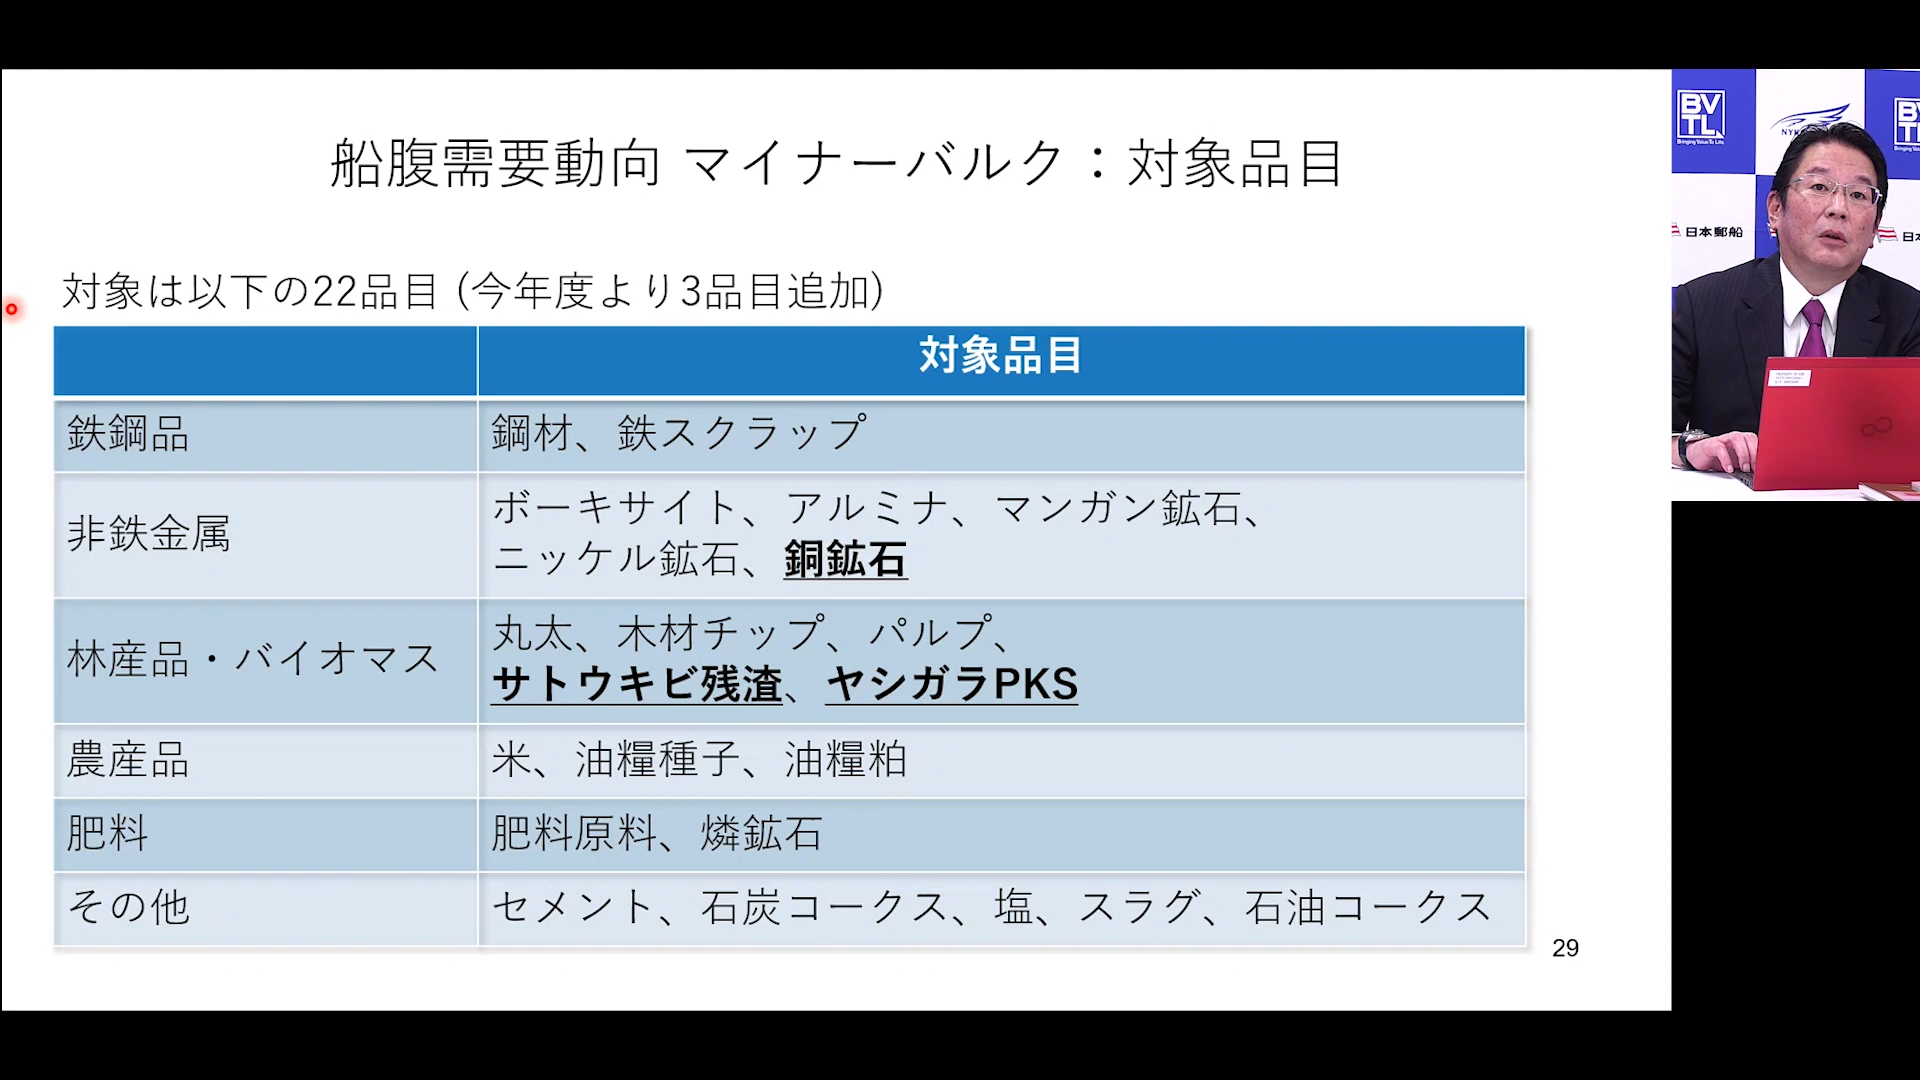 船腹需要動向 マイナーバルク：対象品目
対象は以下の22品目 (今年度より3品目追加)
対象品目
鉄鋼品
鋼材、鉄スクラップ
非鉄金属
ボーキサイト、アルミナ、マンガン鉱石、
ニッケル鉱石、銅鉱石
林産品・バイオマス
丸太、木材チップ、パルプ、
サトウキビ残渣、ヤシガラPKS
農産品
米、油糧種子、油糧粕
肥料
肥料原料、燐鉱石
その他
セメント、石炭コークス、塩、スラグ、石油コークス
29
BV
TL
Bringing Value To Life.
NYK
BV
日本郵船